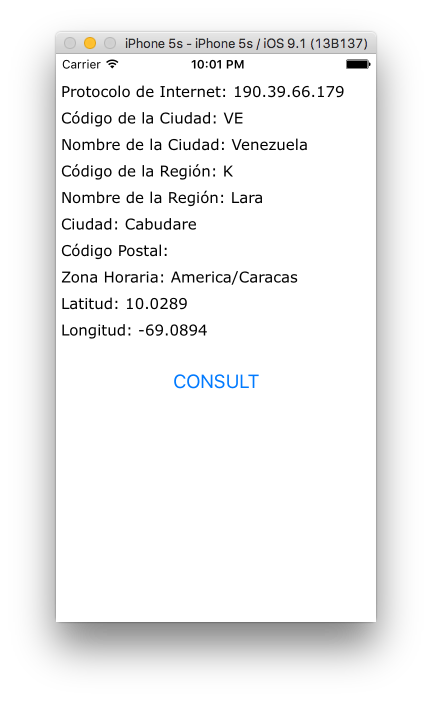 iPhone 5s - iPhone 5s / iOS 9.1 (13B137)
Carrier 10:01 PM
Protocolo de Internet: 190.39.66.179
Código de la Ciudad: VE
Nombre de la Ciudad: Venezuela
Código de la Región: K
Nombre de la Región: Lara
Ciudad: Cabudare
Código Postal:
Zona Horaria: America/Caracas
Latitud: 10.0289
Longitud: -69.0894
CONSULT